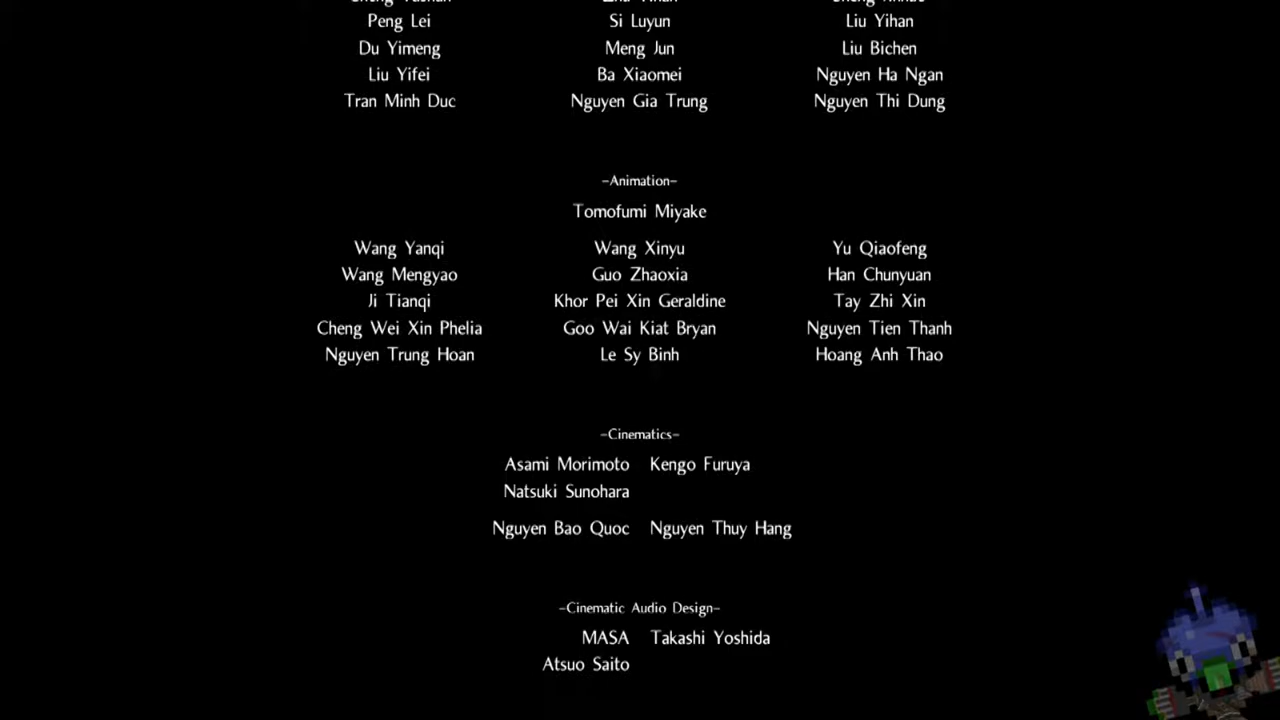 Peng Lei Si Luyun Liu Yihan
Du Yimeng Meng Jun Liu Bichen
Liu Yifei Ba Xiaomei Nguyen Ha Ngan
Tran Minh Duc Nguyen Gia Trung Nguyen Thi Dung
-Animation-
Tomofumi Miyake
Wang Yanqi Wang Xinyu Yu Qiaofeng
Wang Mengyao Guo Zhaoxia Han Chunyuan
Ji Tianqi Khor Pei Xin Geraldine Tay Zhi Xin
Cheng Wei Xin Phelia Goo Wai Kiat Bryan Nguyen Tien Thanh
Nguyen Trung Hoan Le Sy Binh Hoang Anh Thao
-Cinematics-
Asami Morimoto Kengo Furuya
Natsuki Sunohara
Nguyen Bao Quoc Nguyen Thuy Hang
-Cinematic Audio Design-
MASA Takashi Yoshida
Atsuo Saito